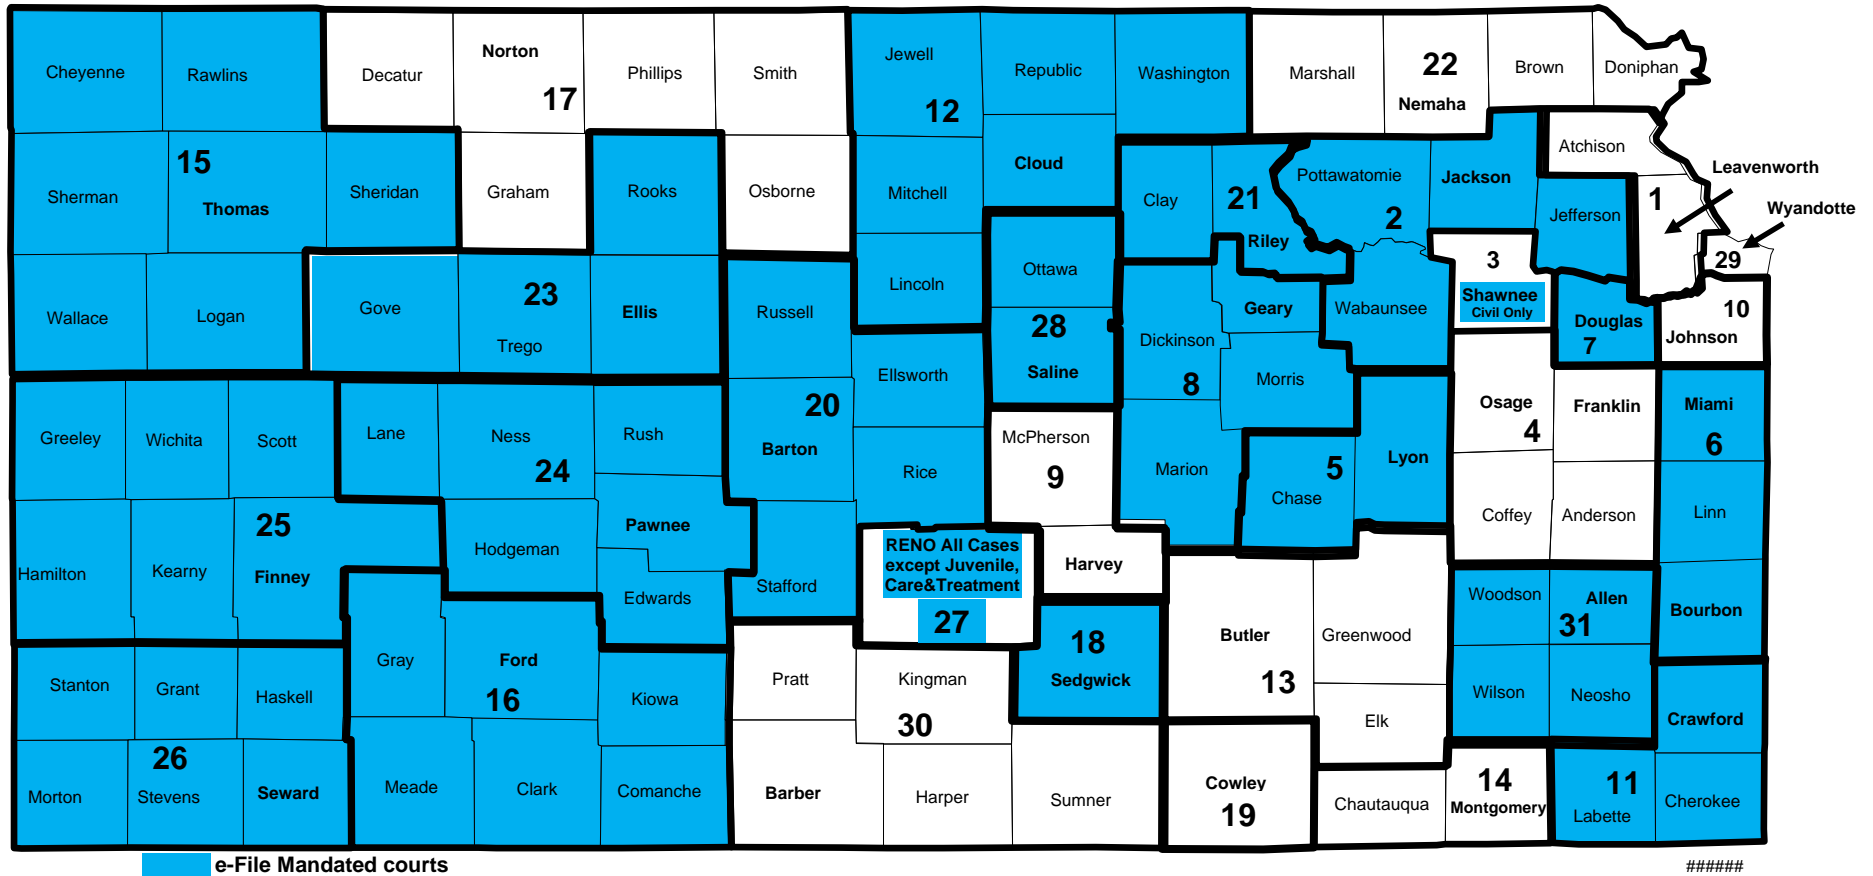 Cheyenne
Rawlins
Decatur
Norton
17
Phillips
Smith
Jewell
12
Republic
Washington
Marshall
22
Nemaha
Brown
Doniphan
Sherman
15
Thomas
Sheridan
Graham
Rooks
Osborne
Mitchell
Cloud
Clay
21
Riley
Pottawatomie
2
Jackson
Atchison
Jefferson
1
Leavenworth
Wyandotte
29
Wallace
Logan
Gove
23
Trego
Ellis
Russell
Lincoln
Ottawa
28
Saline
Dickinson
8
Geary
Morris
Wabaunsee
3
Shawnee
Civil Only
Douglas
7
10
Johnson
Greeley
Wichita
Scott
Lane
Ness
24
Rush
20
Barton
Ellsworth
Rice
McPherson
9
Marion
5
Chase
Lyon
Osage
4
Franklin
Miami
6
Hamilton
Kearny
25
Finney
Hodgeman
Pawnee
Edwards
Stafford
RENO All Cases
except Juvenile,
Care&Treatment
27
Harvey
Coffey
Anderson
Linn
Stanton
Grant
Haskell
Gray
Ford
16
Kiowa
Pratt
Kingman
30
18
Sedgwick
Butler
13
Greenwood
Elk
Woodson
Allen
31
Wilson
Neosho
Bourbon
Crawford
Morton
26
Stevens
Seward
Meade
Clark
Comanche
Barber
Harper
Sumner
Cowley
19
Chautauqua
14
Montgomery
11
Labette
Cherokee
e-File Mandated courts
######